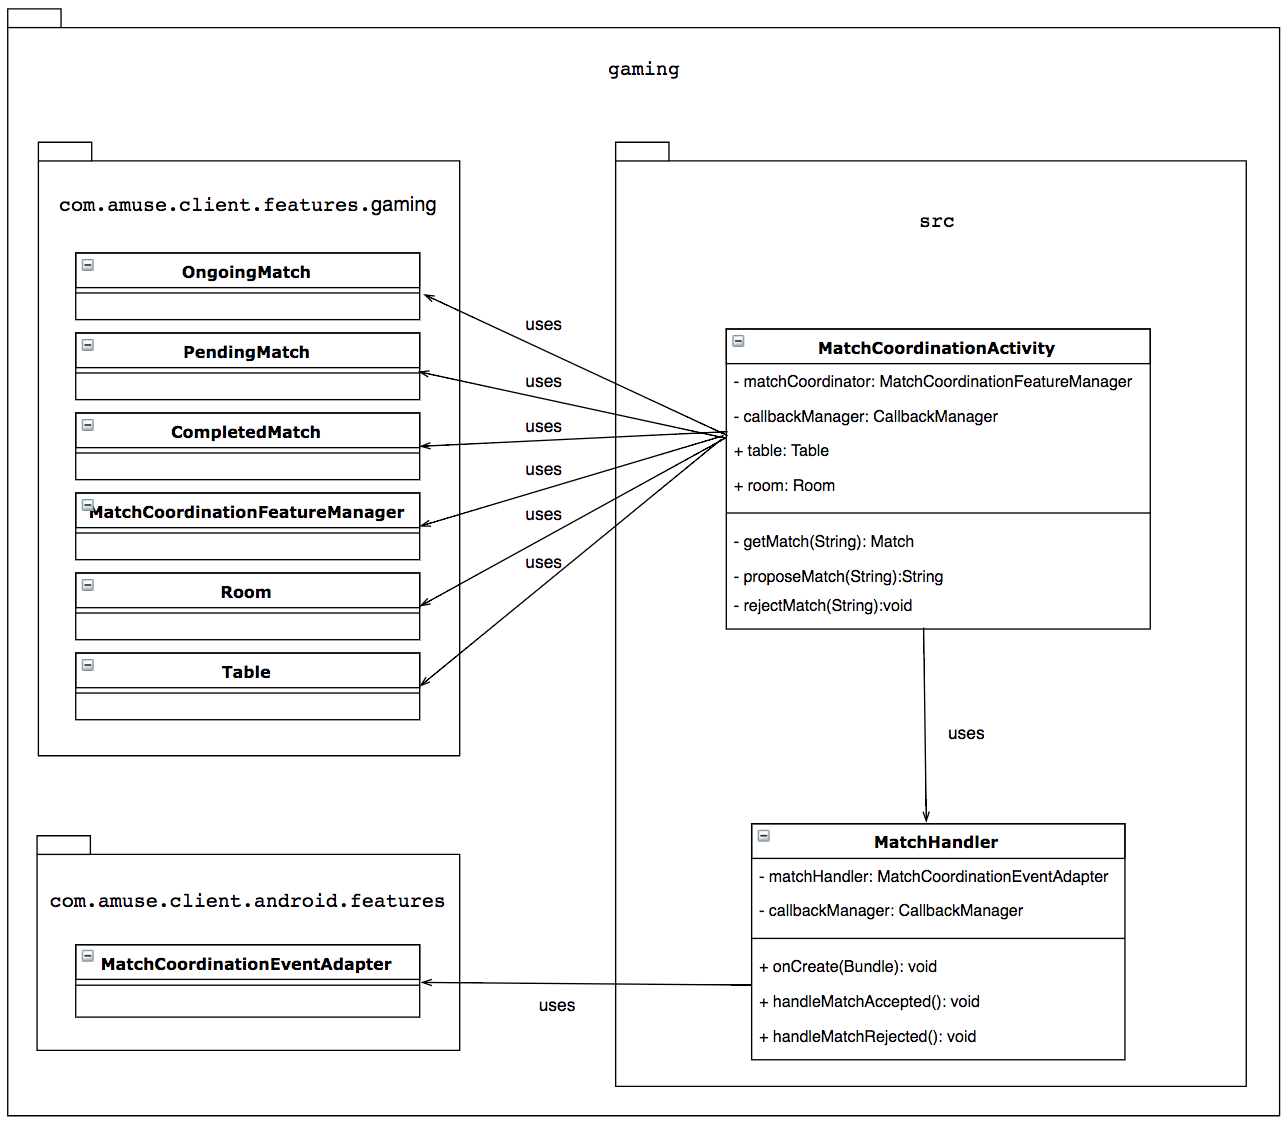 gaming
com.amuse.client.features.gaming
OngoingMatch
PendingMatch
CompletedMatch
MatchCoordinationFeatureManager
Room
Table
uses
uses
uses
uses
uses
uses
src
MatchCoordinationActivity
- matchCoordinator: MatchCoordinationFeatureManager
- callbackManager: CallbackManager
+ table: Table
+ room: Room
- getMatch(String): Match
- proposeMatch(String):String
- rejectMatch(String):void
uses
MatchHandler
- matchHandler: MatchCoordinationEventAdapter
- callbackManager: CallbackManager
+ onCreate(Bundle): void
+ handleMatchAccepted(): void
+ handleMatchRejected(): void
com.amuse.client.android.features
MatchCoordinationEventAdapter
uses